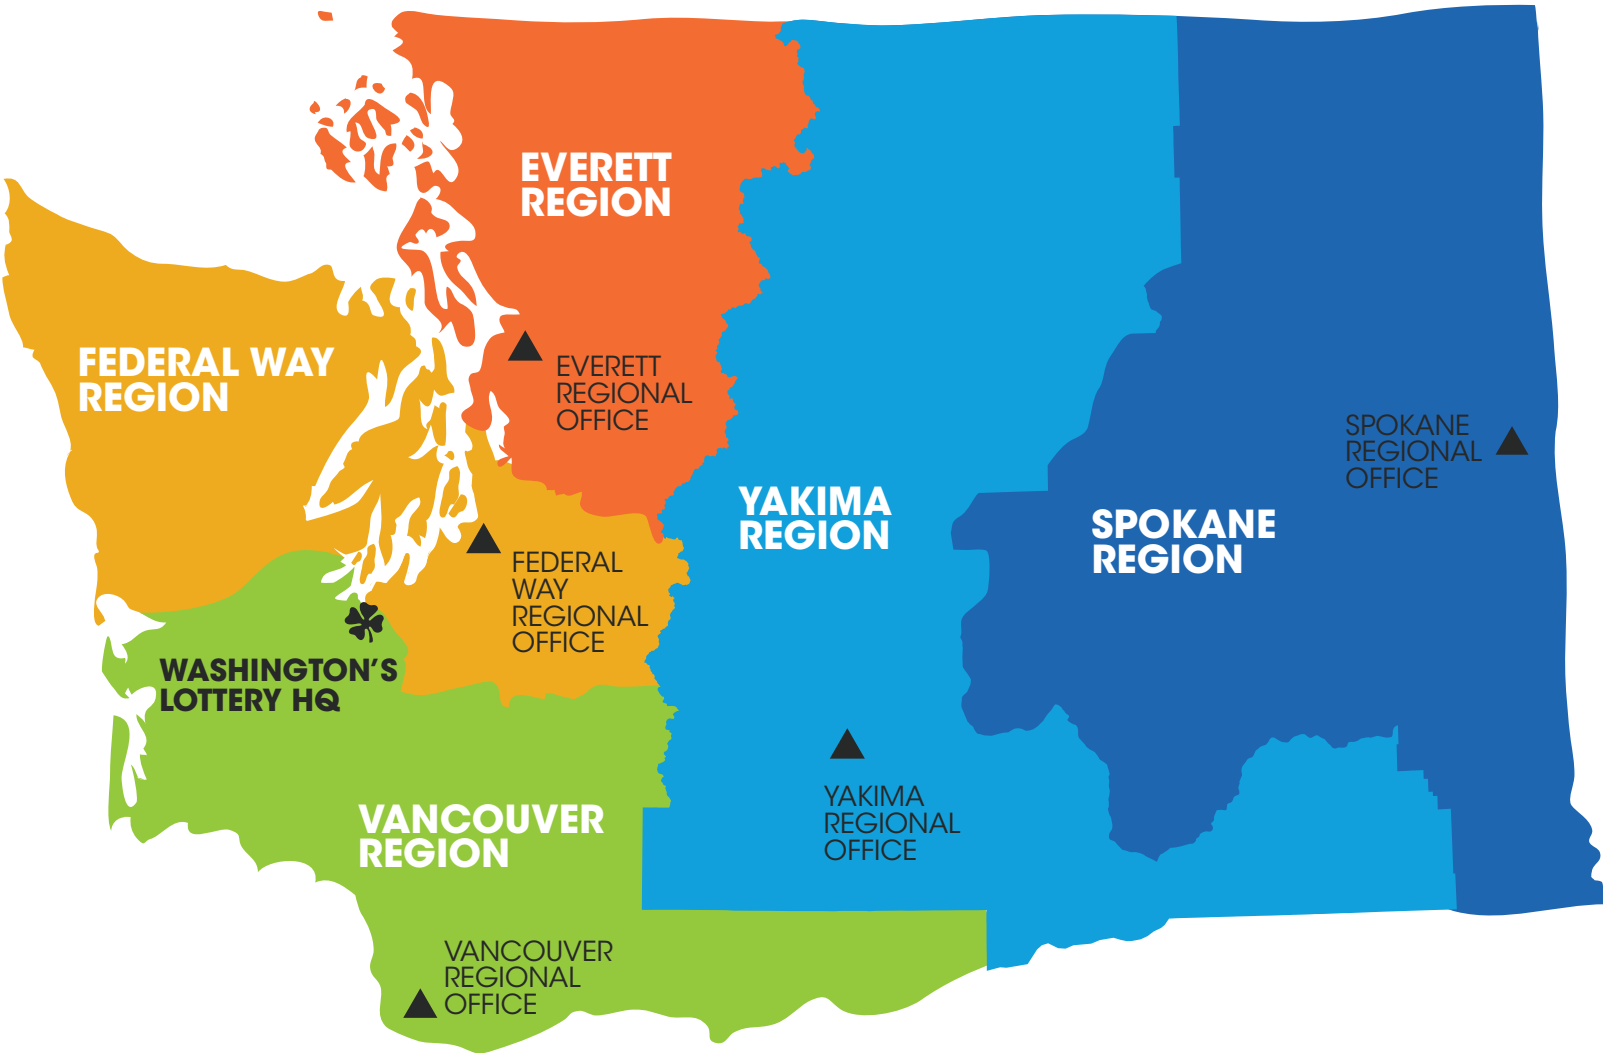 EVERETT
REGION
FEDERAL WAY
REGION
EVERETT
REGIONAL
OFFICE
SPOKANE
REGIONAL
OFFICE
YAKIMA
REGION
SPOKANE
REGION
FEDERAL
WAY
REGIONAL
OFFICE
WASHINGTON'S
LOTTERY HQ
YAKIMA
REGIONAL
OFFICE
VANCOUVER
REGION
VANCOUVER
REGIONAL
OFFICE